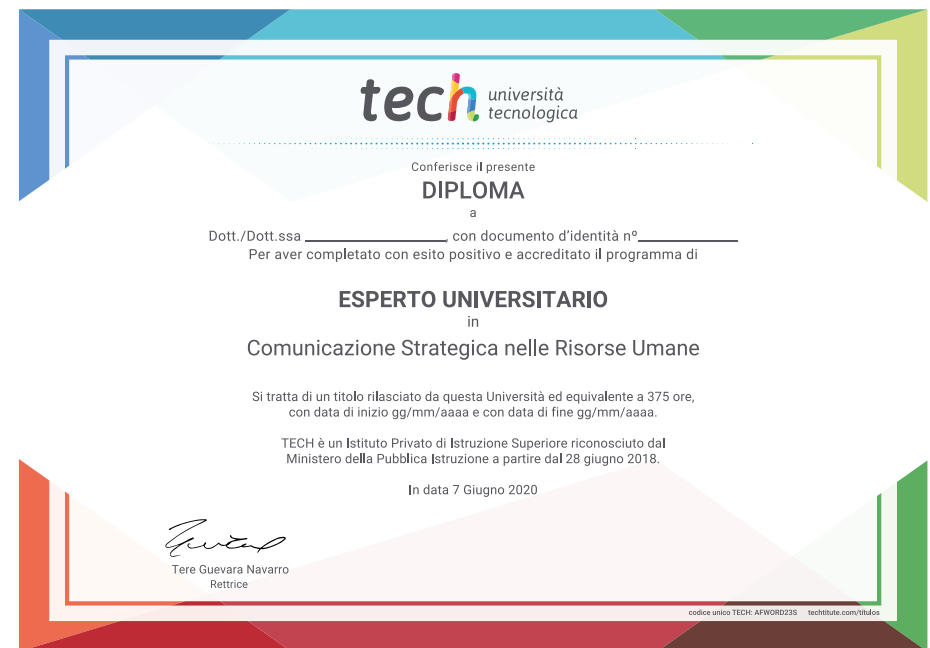 tech università
tecnologica
Conferisce il presente
DIPLOMA
a
Dott./Dott.ssa ____________, con documento d'identità nº____________
Per aver completato con esito positivo e accreditato il programma di
ESPERTO UNIVERSITARIO
in
Comunicazione Strategica nelle Risorse Umane
Si tratta di un titolo rilasciato da questa Università ed equivalente a 375 ore,
con data di inizio gg/mm/aaaa e con data di fine gg/mm/aaaa.
TECH è un Istituto Privato di Istruzione Superiore riconosciuto dal
Ministero della Pubblica Istruzione a partire dal 28 giugno 2018.
In data 7 Giugno 2020
Tere Guevara Navarro
Rettrice
codice unico TECH: AFWORD23S techtitute.com/titulos